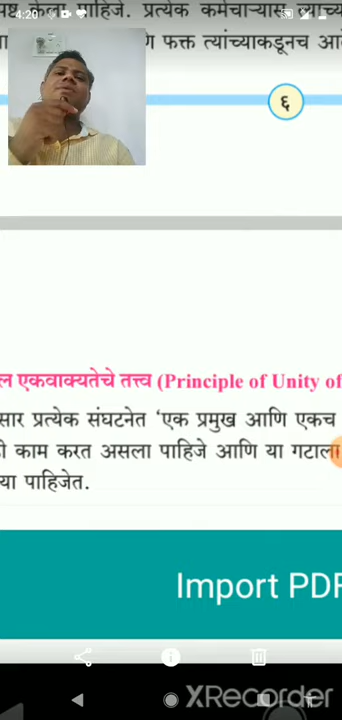 4:20
केला पाहिजे. प्रत्येक कर्मचाऱ्यास त्याच्या
फक्त त्यांच्याकडूनच
६
एकवाक्यतेचे तत्त्व (Principle of Unity of
प्रत्येक संघटनेत ‘एक प्रमुख आणि एकच
काम करत असला पाहिजे आणि या गटाला
पाहिजेत.
Import PDF
XRecorder